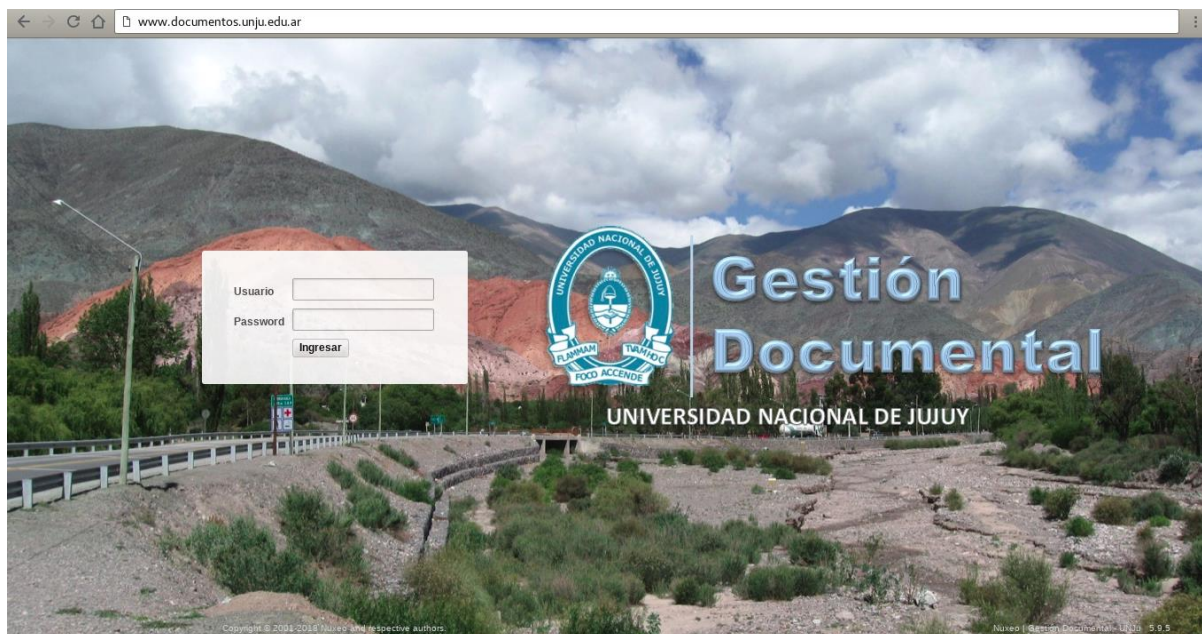 www.documentos.unju.edu.ar
Usuario
Password
Ingresar
UNIVERSIDAD NACIONAL DE JUJUY
FLAMMAM TVAM HOC
FOCO ACCENDE
Gestión
Documental
UNIVERSIDAD NACIONAL DE JUJUY
Copyright © 2001-2018 Nuxeo and respective authors.
Nuxeo | Gestión Documental - UNJu 5.9.5